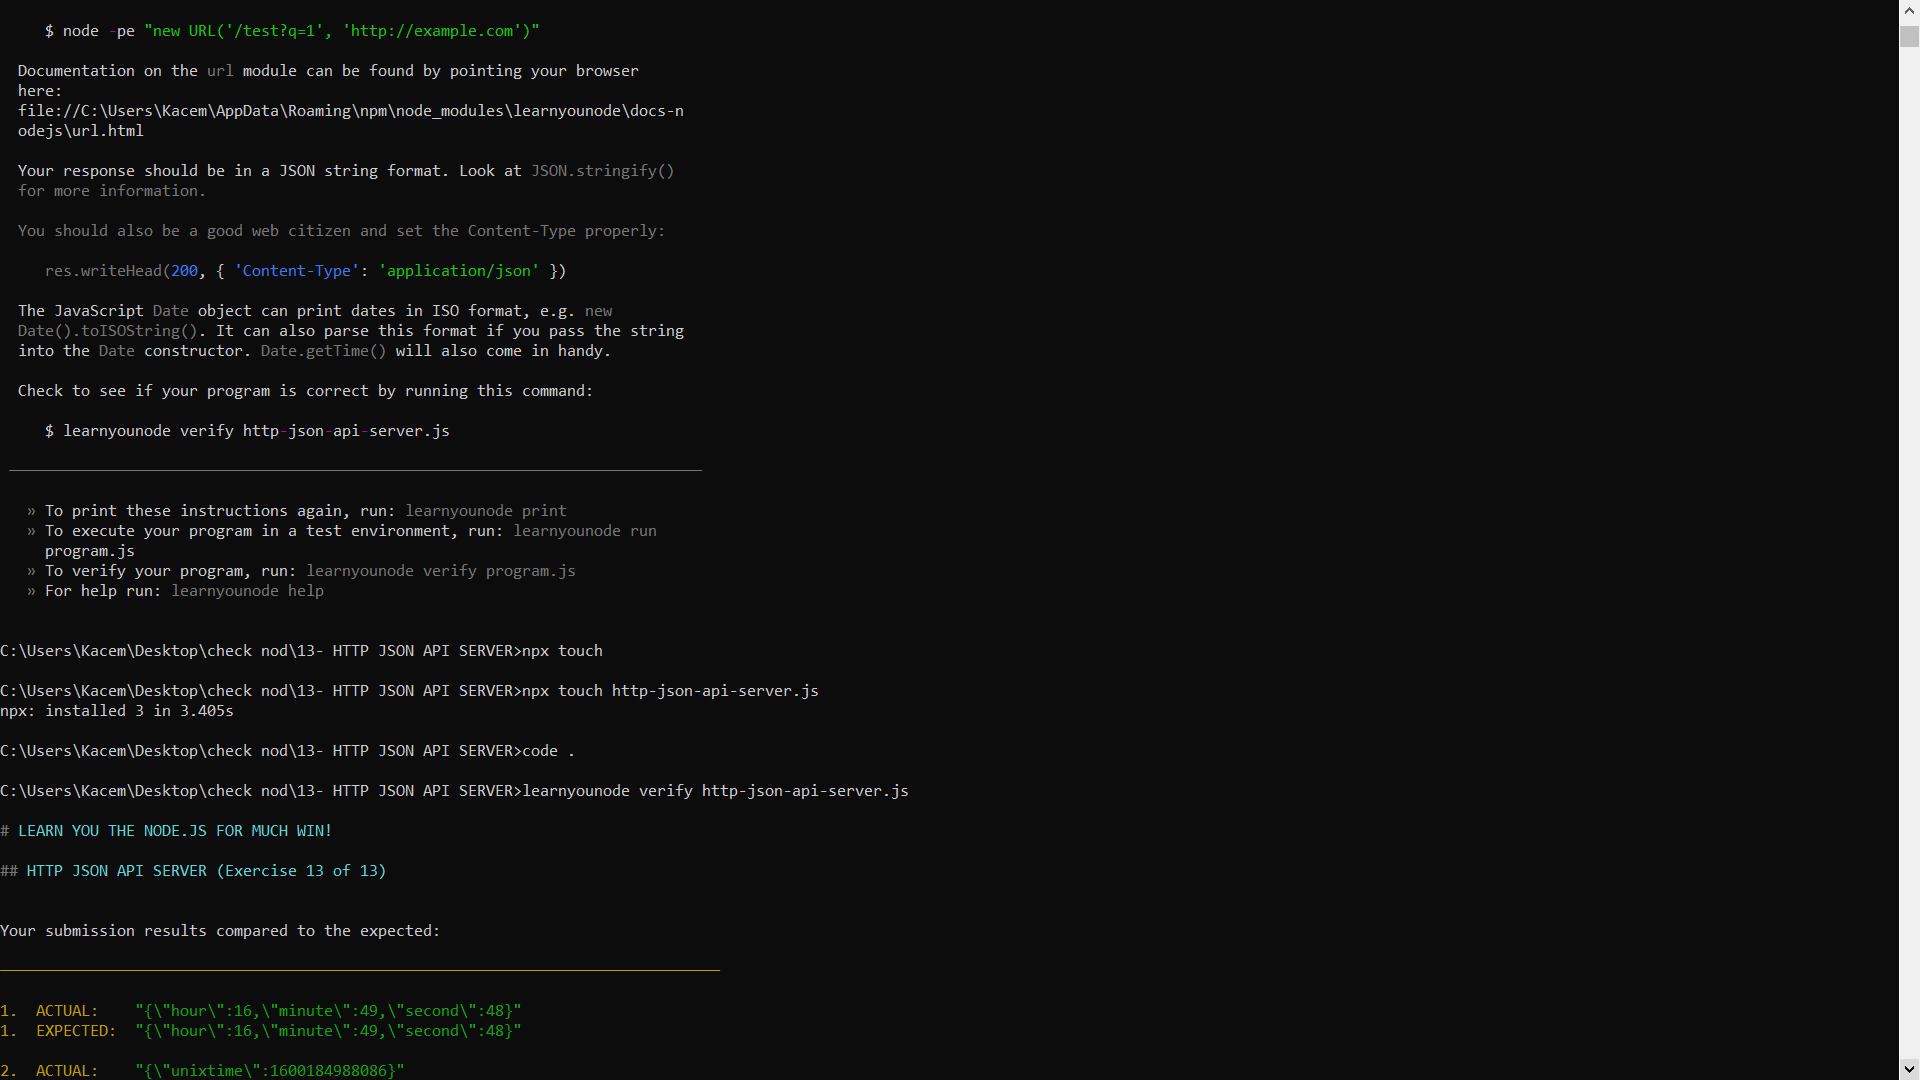 $ node -pe "new URL('/test?q=1', 'http://example.com')"
Documentation on the url module can be found by pointing your browser
here:
file://C:\Users\Kacem\AppData\Roaming\npm\node_modules\learnyounode\docs-n
odejs\url.html
Your response should be in a JSON string format. Look at JSON.stringify()
for more information.
You should also be a good web citizen and set the Content-Type properly:
res.writeHead(200, { 'Content-Type': 'application/json' })
The JavaScript Date object can print dates in ISO format, e.g. new
Date().toISOString(). It can also parse this format if you pass the string
into the Date constructor. Date.getTime() will also come in handy.
Check to see if your program is correct by running this command:
$ learnyounode verify http-json-api-server.js
» To print these instructions again, run: learnyounode print
» To execute your program in a test environment, run: learnyounode run
program.js
» To verify your program, run: learnyounode verify program.js
» For help run: learnyounode help
C:\Users\Kacem\Desktop\check nod\13- HTTP JSON API SERVER>npx touch
C:\Users\Kacem\Desktop\check nod\13- HTTP JSON API SERVER>npx touch http-json-api-server.js
npx: installed 3 in 3.405s
C:\Users\Kacem\Desktop\check nod\13- HTTP JSON API SERVER>code .
C:\Users\Kacem\Desktop\check nod\13- HTTP JSON API SERVER>learnyounode verify http-json-api-server.js
# LEARN YOU THE NODE.JS FOR MUCH WIN!
## HTTP JSON API SERVER (Exercise 13 of 13)
Your submission results compared to the expected:
1. ACTUAL: "{\"hour\":16,\"minute\":49,\"second\":48}"
1. EXPECTED: "{\"hour\":16,\"minute\":49,\"second\":48}"
2. ACTUAL: "{\"unixtime\":1600184988086}"